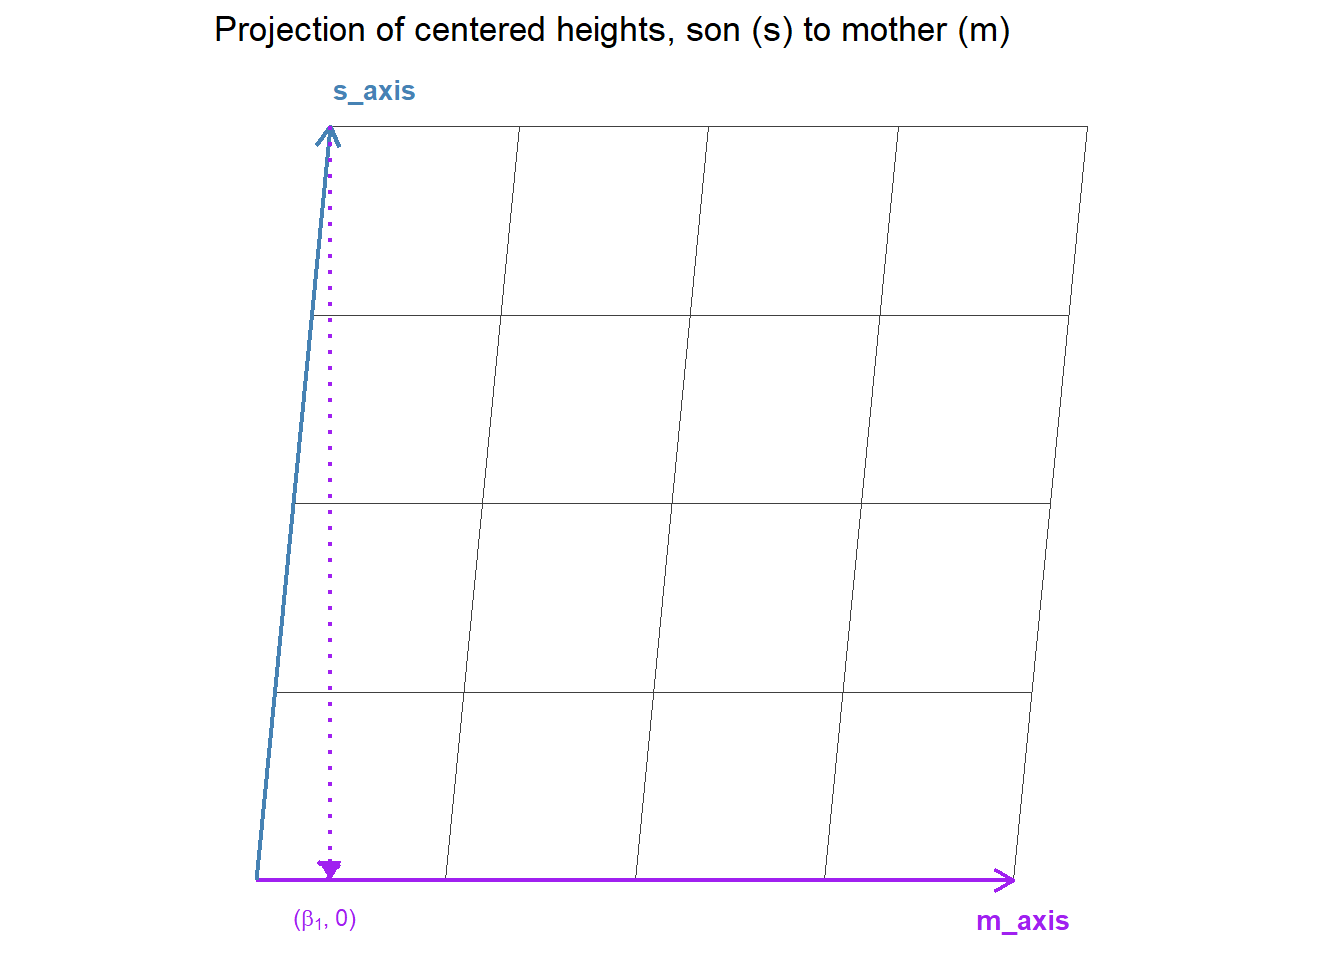 Projection of centered heights, son (s) to mother (m)
s_axis
(β₁, 0)
m_axis